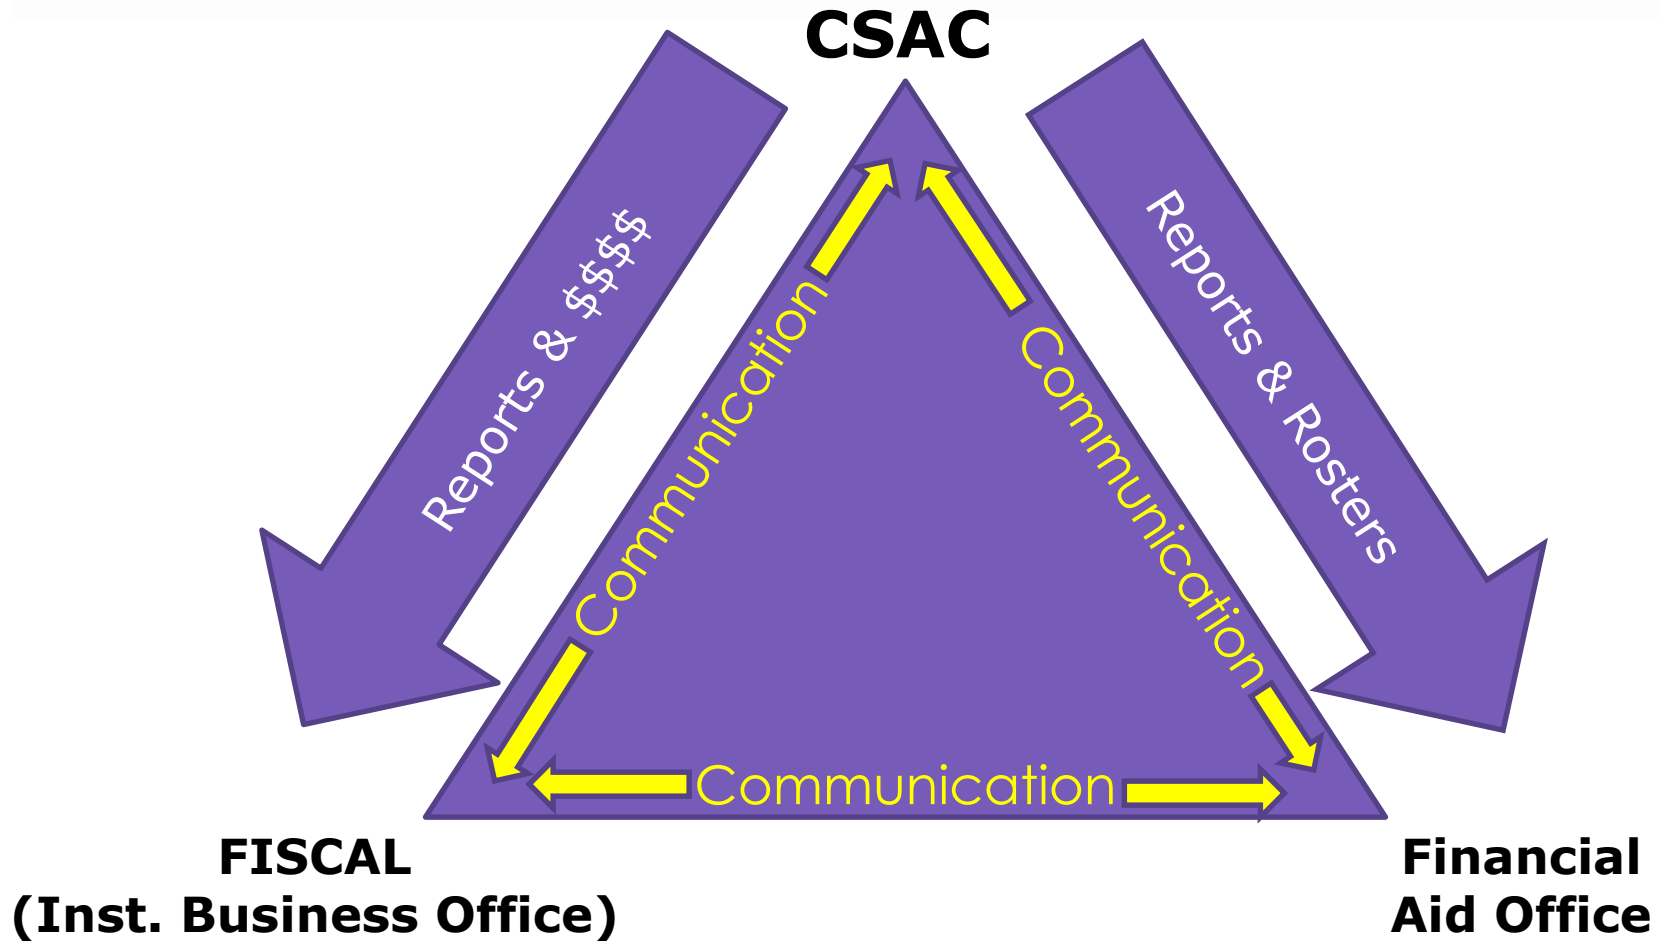 CSAC
Reports & $$$$
Reports & Rosters
Communication
Communication
Communication
FISCAL
(Inst. Business Office)
Financial
Aid Office